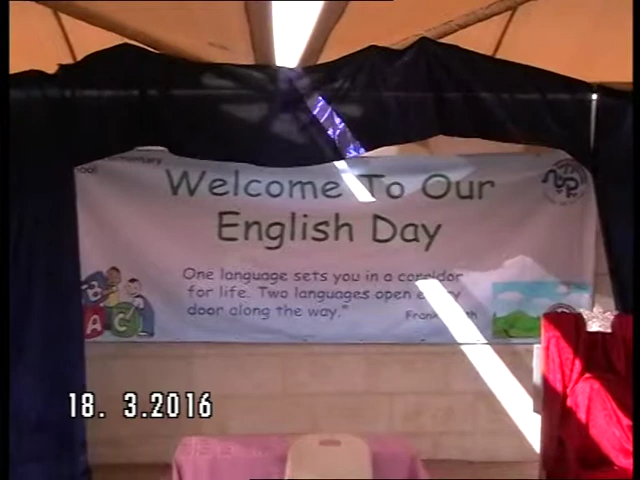 Welcome To Our
English Day
One language sets you in a corridor
for life. Two languages open every
door along the way."
A
C
18. 3.2016